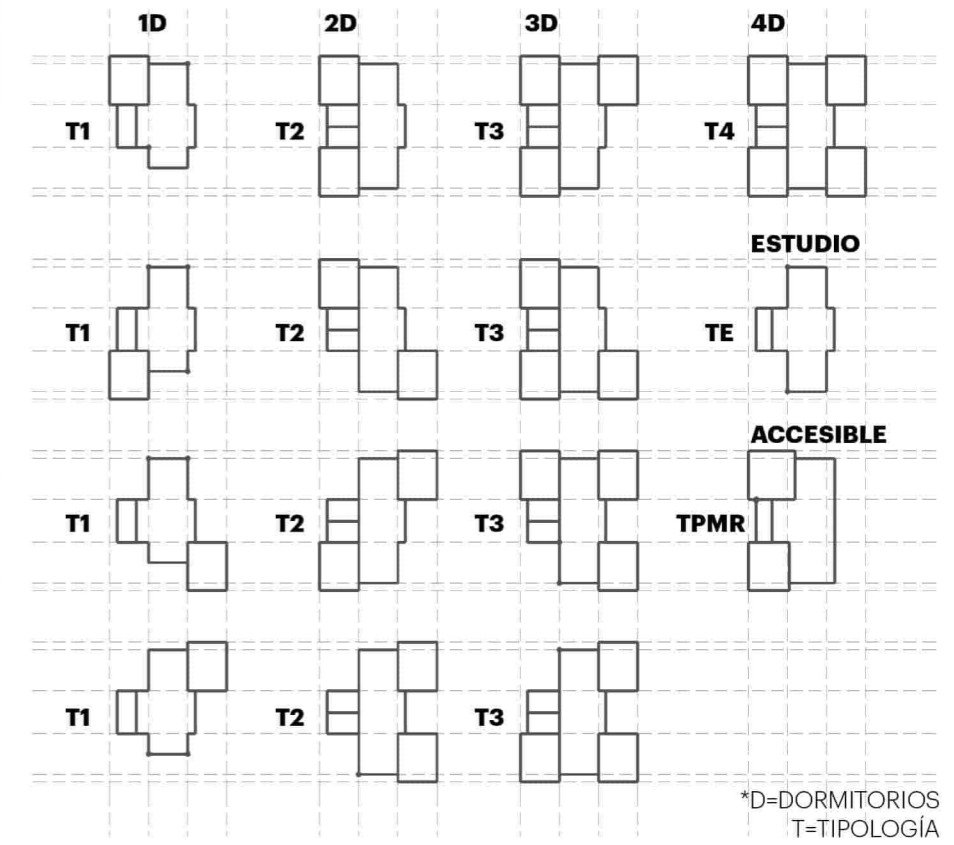 1D 2D 3D 4D
T1 T2 T3 T4
ESTUDIO
T1 T2 T3 TE
ACCESIBLE
T1 T2 T3 TPMR
T1 T2 T3
*D=DORMITORIOS
T=TIPOLOGÍA